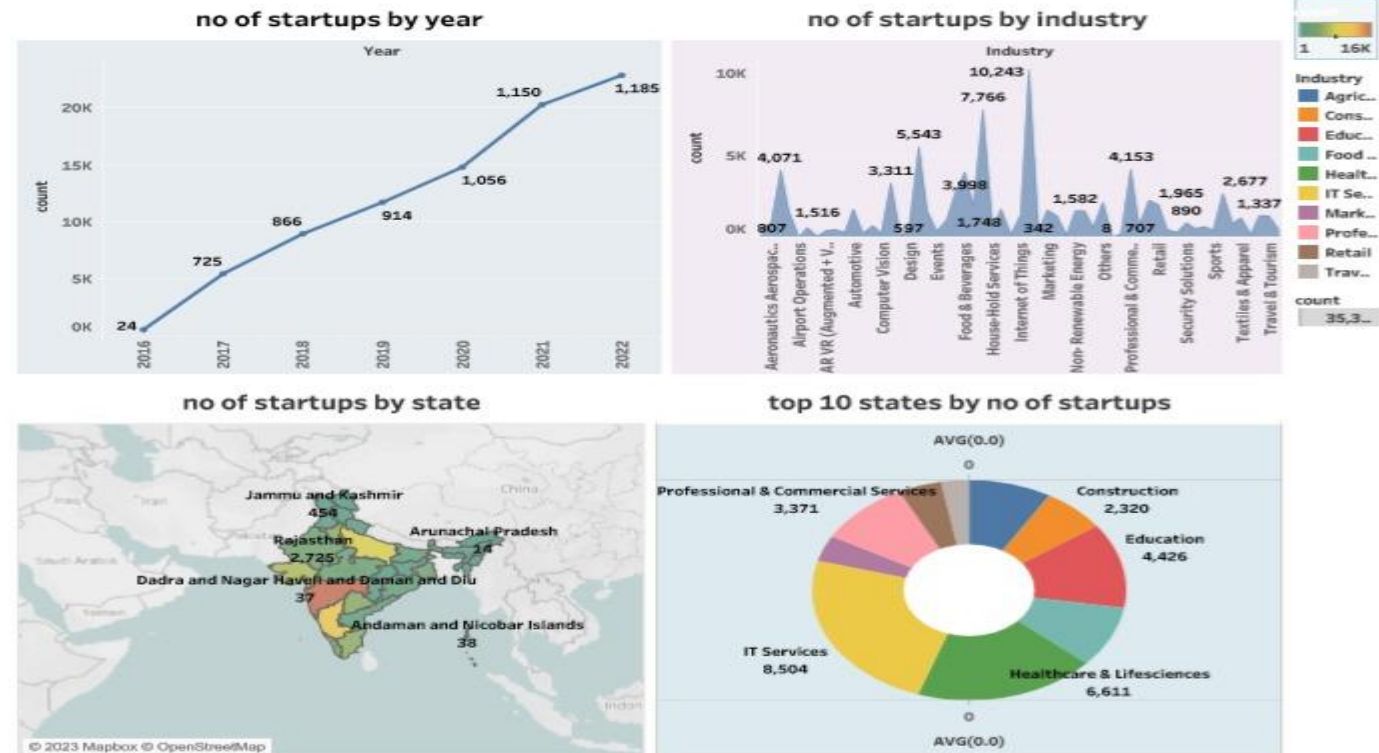 no of startups by year
Year
count
20K
15K
10K
5K
0K
24
725
866
914
1,056
1,150
1,185
2016
2017
2018
2019
2020
2021
2022
no of startups by industry
Industry
count
10K
5K
0K
10,243
7,766
5,543
4,071
3,311
3,998
4,153
1,516
1,582
1,965
2,677
890
1,337
807
597
1,748
342
8
707
Aeronautics Aerospac..
Airport Operations
AR VR (Augmented + V..
Automotive
Computer Vision
Design
Events
Food & Beverages
House-Hold Services
Internet of Things
Marketing
Non- Renewable Energy
Others
Professional & Comme..
Retail
Security Solutions
Sports
Textiles & Apparel
Travel & Tourism
1 16K
Industry
Agric..
Cons..
Educ..
Food ..
Healt..
IT Se..
Mark..
Profe..
Retail
Trav..
count
35,3..
no of startups by state
Jammu and Kashmir
454
Arunachal Pradesh
14
Rajasthan
2,725
Dadra and Nagar Haveli and Daman and Diu
37
Andaman and Nicobar Islands
38
China
Iran
Saudi Arabia
Yemen
© 2023 Mapbox © OpenStreetMap
top 10 states by no of startups
AVG(0.0)
0
Professional & Commercial Services
3,371
Construction
2,320
Education
4,426
IT Services
8,504
Healthcare & Lifesciences
6,611
0
AVG(0.0)